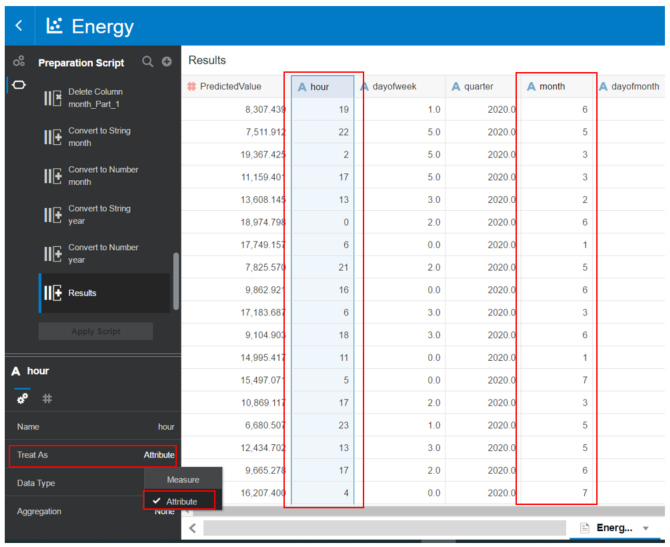 Energy
Preparation Script
Delete Column
month_Part_1
Convert to String
month
Convert to Number
month
Convert to String
year
Convert to Number
year
Results
Apply Script
A hour
Name hour
Treat As Attribute
Data Type
Aggregation None
Measure
Attribute
Results
# PredictedValue A hour A dayofweek A quarter A month A dayofmonth
8,307.439 19 1.0 2020.0 6
7,511.912 22 5.0 2020.0 5
19,367.425 2 5.0 2020.0 3
11,159.401 17 5.0 2020.0 3
13,608.145 13 3.0 2020.0 2
18,974.798 0 2.0 2020.0 6
17,749.157 6 0.0 2020.0 1
7,825.570 21 2.0 2020.0 5
9,862.921 16 0.0 2020.0 6
17,183.687 6 3.0 2020.0 3
9,104.903 18 3.0 2020.0 6
14,995.417 11 0.0 2020.0 1
15,497.071 5 0.0 2020.0 7
10,869.117 17 2.0 2020.0 3
6,680.507 23 1.0 2020.0 5
12,434.702 13 3.0 2020.0 5
9,665.278 17 2.0 2020.0 6
16,207.400 4 0.0 2020.0 7
Energ...